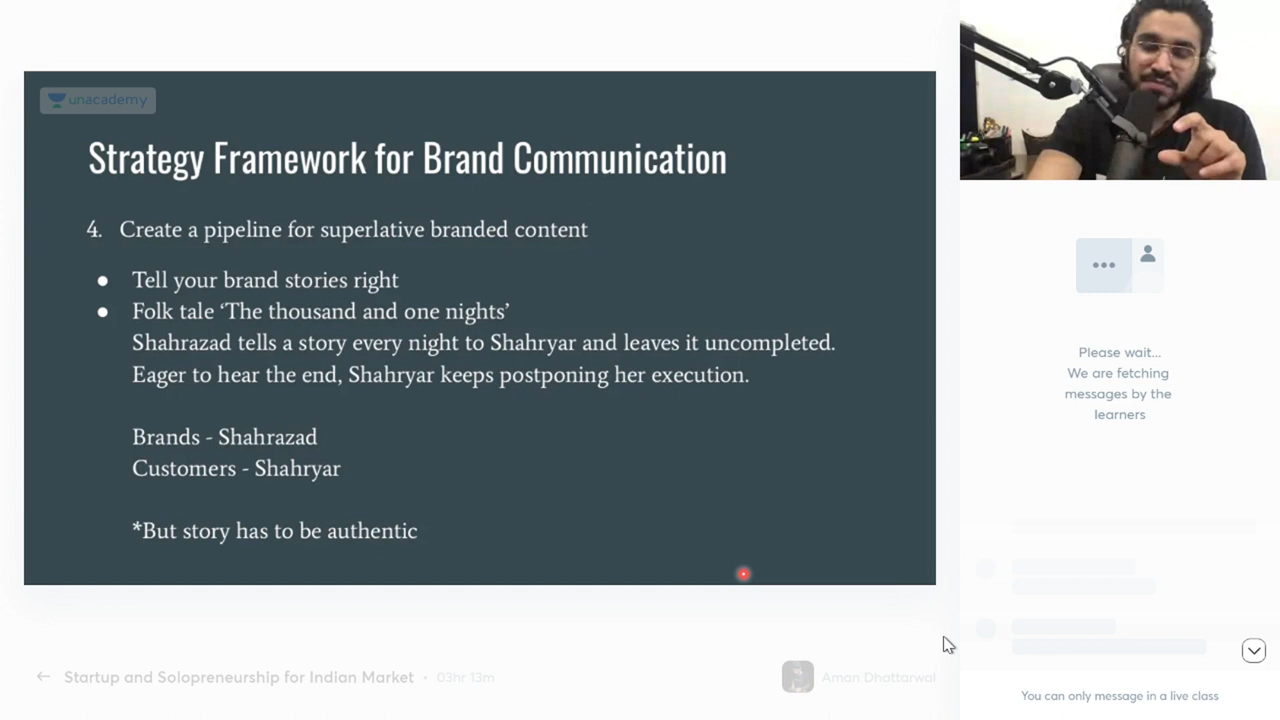 unacademy
Strategy Framework for Brand Communication
4. Create a pipeline for superlative branded content
● Tell your brand stories right
● Folk tale ‘The thousand and one nights’
Shahrazad tells a story every night to Shahryar and leaves it uncompleted.
Eager to hear the end, Shahryar keeps postponing her execution.
Brands - Shahrazad
Customers - Shahryar
*But story has to be authentic
Please wait...
We are fetching
messages by the
learners
Startup and Solopreneurship for Indian Market • 03hr 13m
Aman Dhattarwal
You can only message in a live class